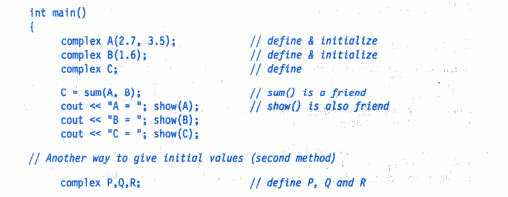 int main()
{
complex A(2.7, 3.5); // define & initialize
complex B(1.6); // define & initialize
complex C; // define
C = sum(A, B); // sum() is a friend
cout << "A = "; show(A); // show() is also friend
cout << "B = "; show(B);
cout << "C = "; show(C);
// Another way to give initial values (second method)
complex P,Q,R; // define P, Q and R